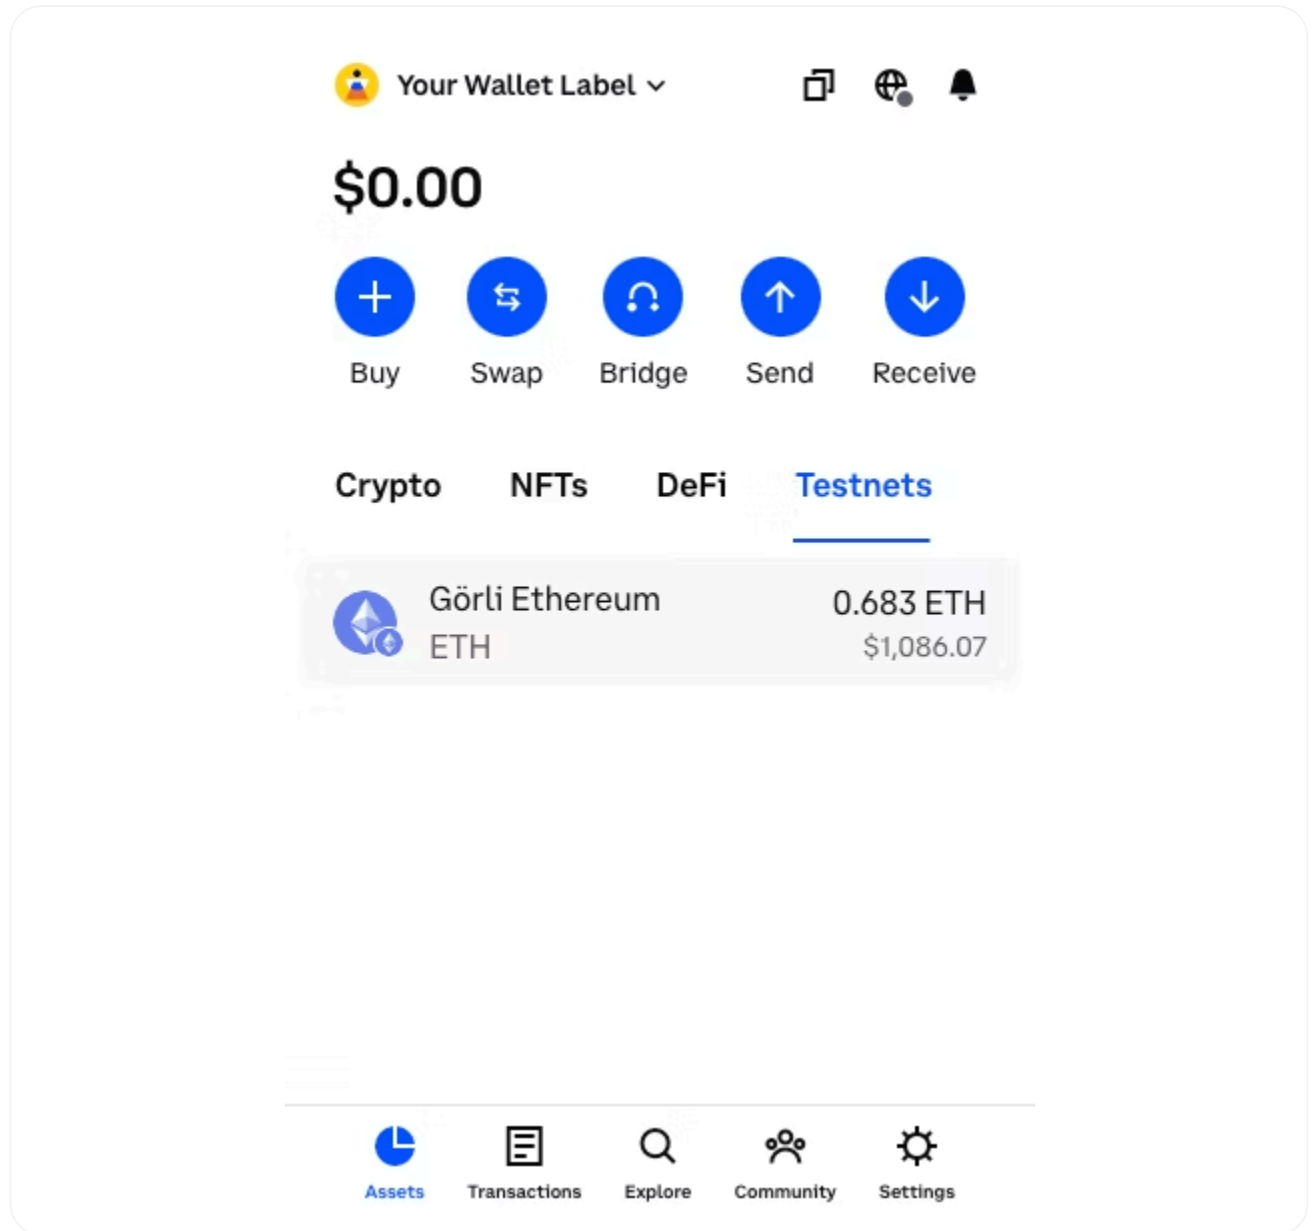 Your Wallet Label
$0.00
Buy Swap Bridge Send Receive
Crypto NFTs DeFi Testnets
Görli Ethereum 0.683 ETH
ETH $1,086.07
Assets Transactions Explore Community Settings